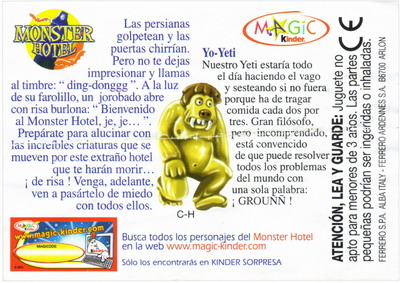 MONSTER
HOTEL
Las persianas
golpetean y las
puertas chirrían.
Pero no te dejas
impresionar y llamas
al timbre: “ ding-donggg ”. A la luz
de su farolillo, un jorobado abre
con risa burlona: “ Bienvenido
al Monster Hotel, je, je… ”.
Prepárate para alucinar con
las increíbles criaturas que se
mueven por este extraño hotel
que te harán morir…
¡ de risa ! Venga, adelante,
ven a pasártelo de miedo
con todos ellos.
MAGIC
Kinder
Yo-Yeti
Nuestro Yeti estaría todo
el día haciendo el vago
y sesteando si no fuera
porque ha de tragar
comida cada dos por
tres. Gran filósofo,
pero incomprendido,
está convencido
de que puede resolver
todos los problemas
del mundo con
una sola palabra:
¡ GROUÑÑ !
C-H
CE
ATENCIÓN, LEA Y GUARDE: Juguete no
apto para menores de 3 años. Las partes
pequeñas podrían ser ingeridas o inhaladas.
FERRERO S.P.A. ALBA ITALY - FERRERO ARDENNES S.A. B6700 ARLON
MAGIC
www.magic-kinder.com
MAGICODE
Busca todos los personajes del Monster Hotel
en la web www.magic-kinder.com
Sólo los encontrarás en KINDER SORPRESA